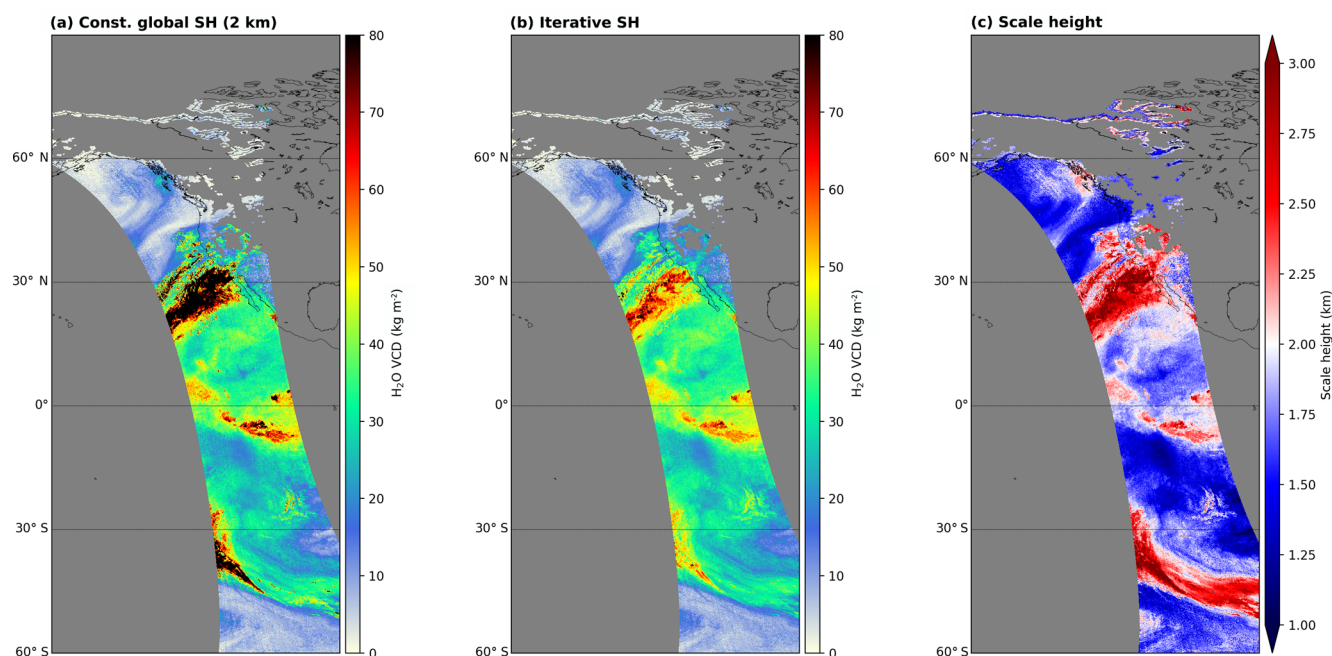 (a) Const. global SH (2 km)
(b) Iterative SH
(c) Scale height
60° N
30° N
0°
30° S
60° S
80
70
60
50
40
30
20
10
0
H₂O VCD (kg m⁻²)
60° N
30° N
0°
30° S
60° S
80
70
60
50
40
30
20
10
0
H₂O VCD (kg m⁻²)
60° N
30° N
0°
30° S
60° S
3.00
2.75
2.50
2.25
2.00
1.75
1.50
1.25
1.00
Scale height (km)